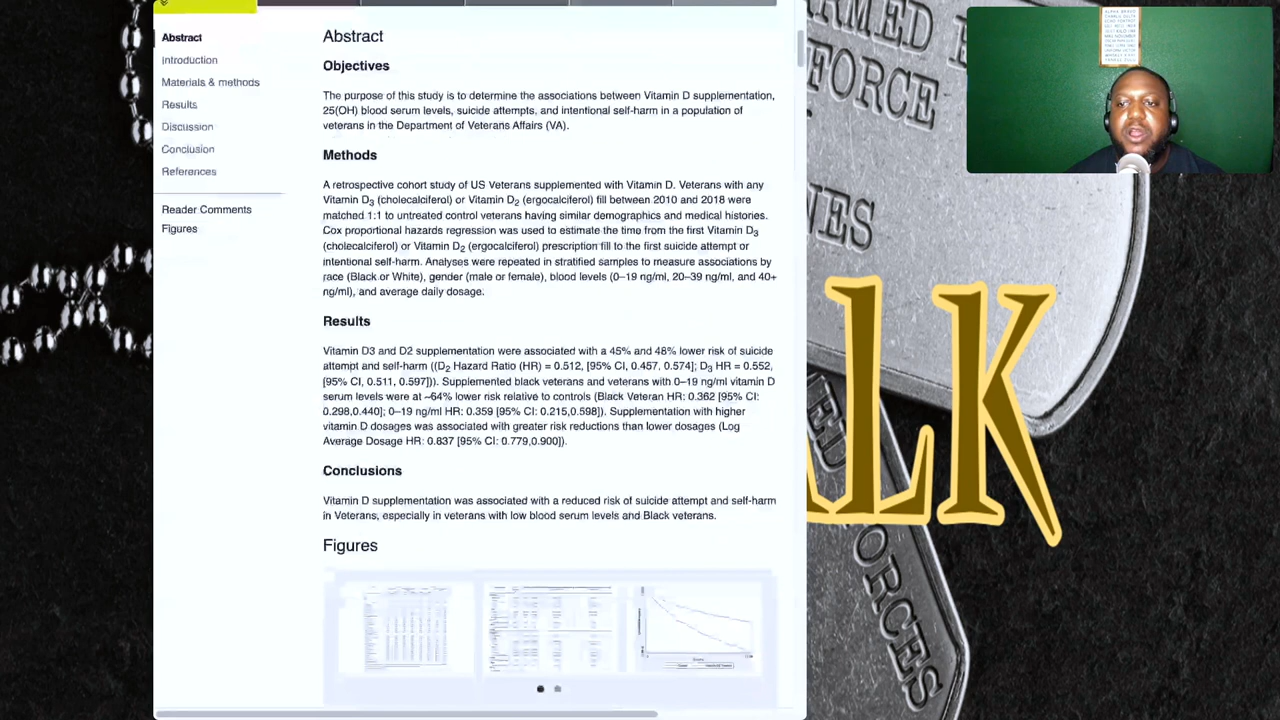 Abstract
Introduction
Materials & methods
Results
Discussion
Conclusion
References
Reader Comments
Figures
Abstract
Objectives
The purpose of this study is to determine the associations between Vitamin D supplementation,
25(OH) blood serum levels, suicide attempts, and intentional self-harm in a population of
veterans in the Department of Veterans Affairs (VA).
Methods
A retrospective cohort study of US Veterans supplemented with Vitamin D. Veterans with any
Vitamin D3 (cholecalciferol) or Vitamin D2 (ergocalciferol) fill between 2010 and 2018 were
matched 1:1 to untreated control veterans having similar demographics and medical histories.
Cox proportional hazards regression was used to estimate the time from the first Vitamin D3
(cholecalciferol) or Vitamin D2 (ergocalciferol) prescription fill to the first suicide attempt or
intentional self-harm. Analyses were repeated in stratified samples to measure associations by
race (Black or White), gender (male or female), blood levels (0–19 ng/ml, 20–39 ng/ml, and 40+
ng/ml), and average daily dosage.
Results
Vitamin D3 and D2 supplementation were associated with a 45% and 48% lower risk of suicide
attempt and self-harm ((D2 Hazard Ratio (HR) = 0.512, [95% CI, 0.457, 0.574]; D3 HR = 0.552,
[95% CI, 0.511, 0.597])). Supplemented black veterans and veterans with 0–19 ng/ml vitamin D
serum levels were at ~64% lower risk relative to controls (Black Veteran HR: 0.362 [95% CI:
0.298,0.440]; 0–19 ng/ml HR: 0.359 [95% CI: 0.215,0.598]). Supplementation with higher
vitamin D dosages was associated with greater risk reductions than lower dosages (Log
Average Dosage HR: 0.837 [95% CI: 0.779,0.900]).
Conclusions
Vitamin D supplementation was associated with a reduced risk of suicide attempt and self-harm
in Veterans, especially in veterans with low blood serum levels and Black veterans.
Figures
FORCE
NES
LK
FORCES